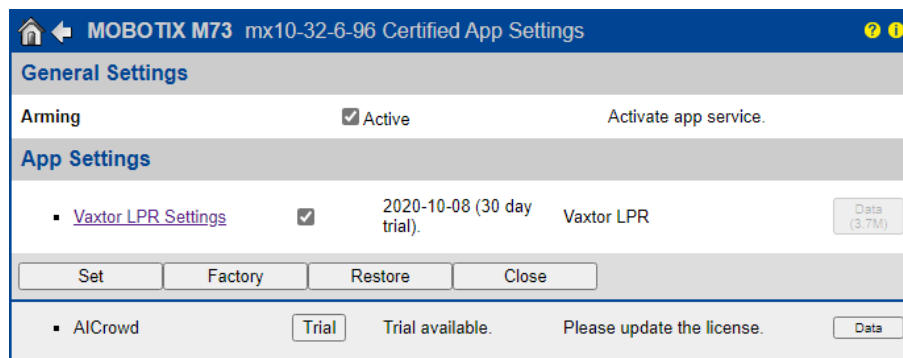 MOBOTIX M73 mx10-32-6-96 Certified App Settings ? i
General Settings
Arming Active Activate app service.
App Settings
Vaxtor LPR Settings 2020-10-08 (30 day trial). Vaxtor LPR Data (3.7M)
Set Factory Restore Close
AICrowd Trial Trial available. Please update the license. Data